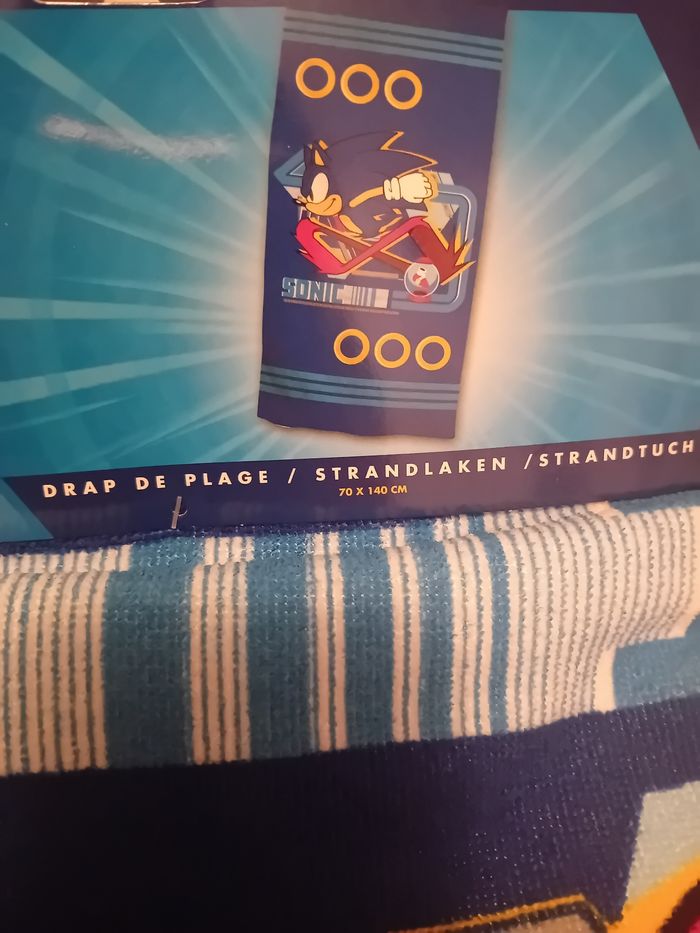 SONIC
DRAP DE PLAGE / STRANDLAKEN / STRANDTUCH
70 X 140 CM